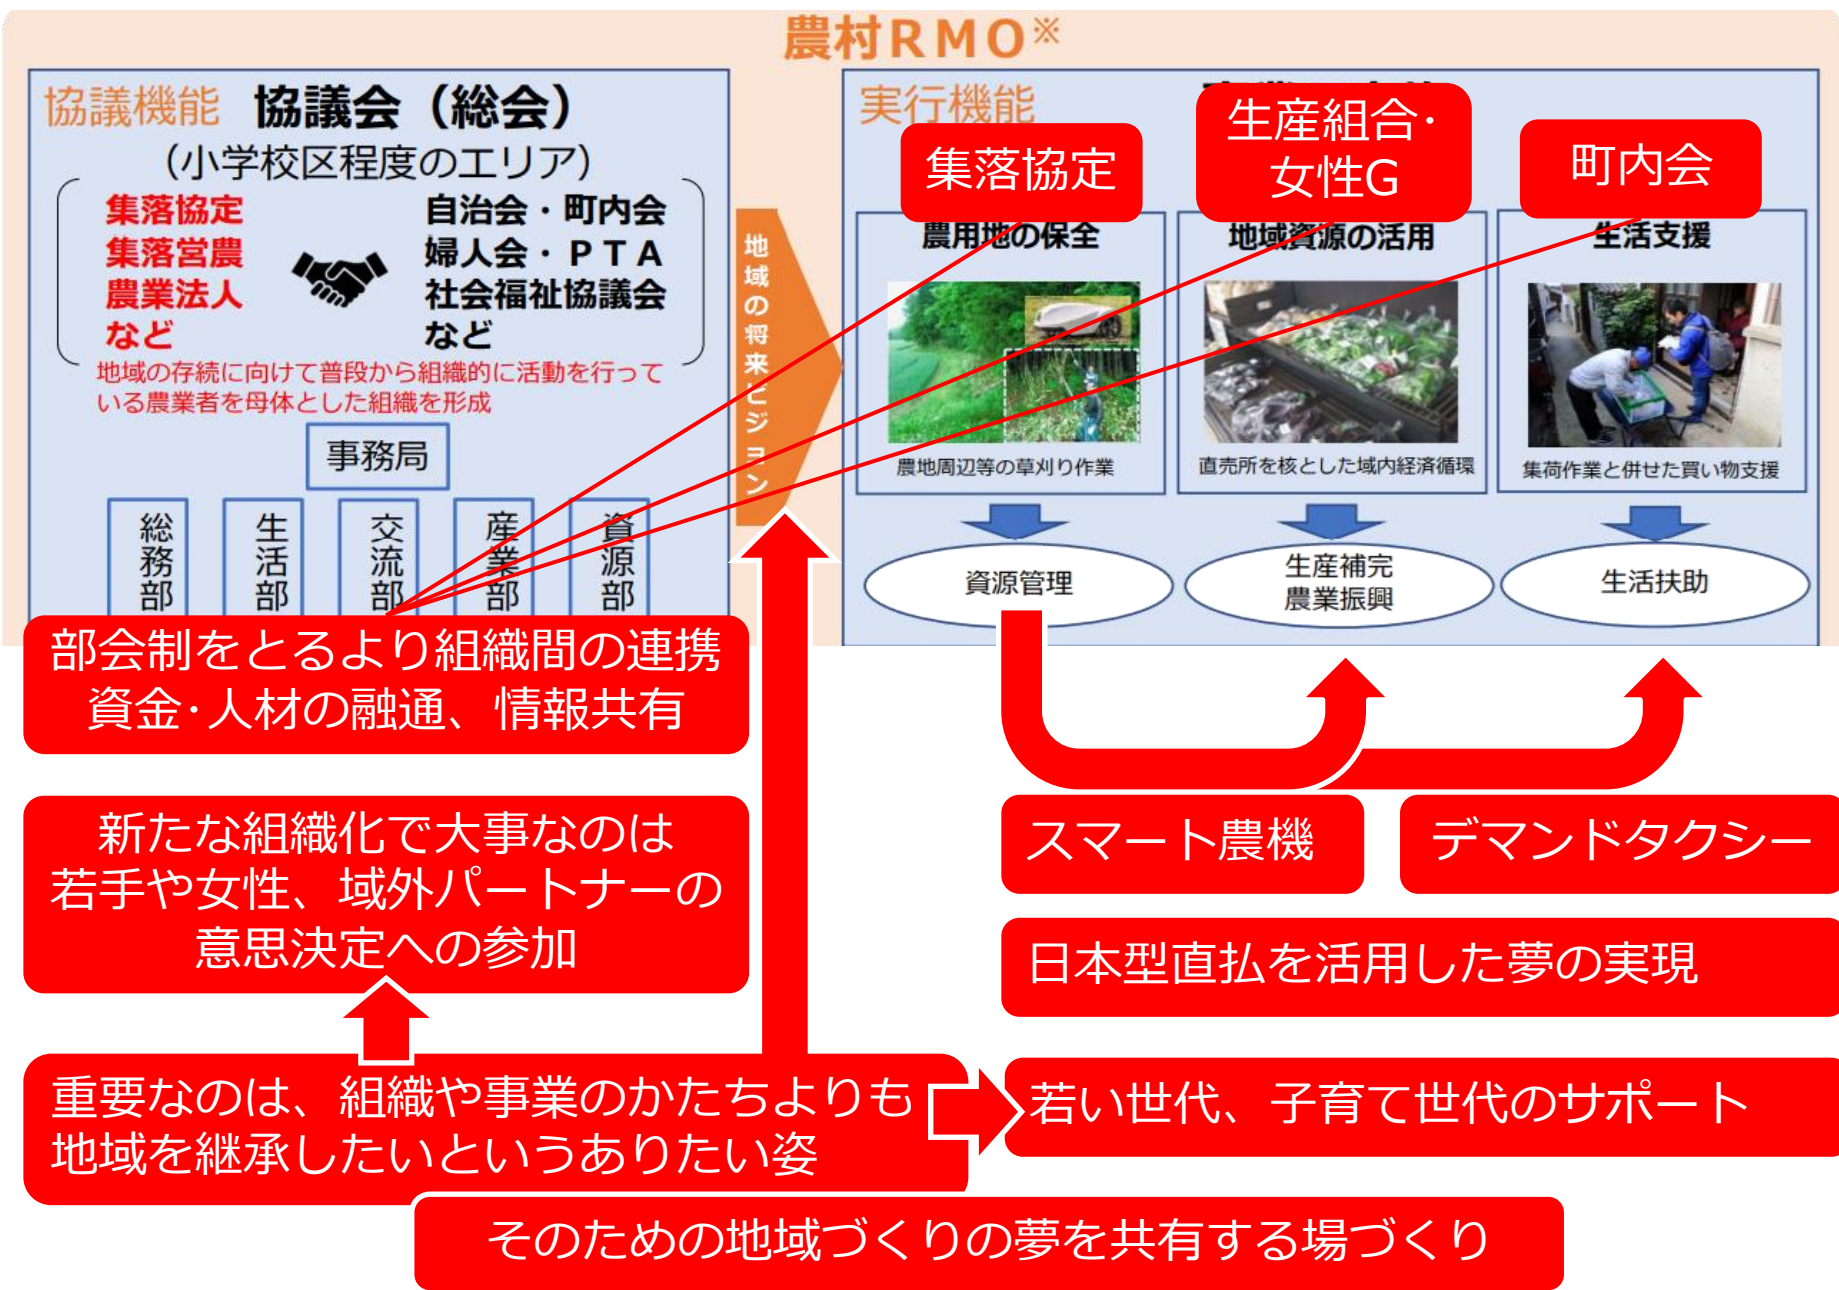 農村ＲＭＯ※
協議機能 協議会（総会）
（小学校区程度のエリア）
集落協定
集落営農
農業法人
など
自治会・町内会
婦人会・ＰＴＡ
社会福祉協議会
など
地域の存続に向けて普段から組織的に活動を行って
いる農業者を母体とした組織を形成
事務局
総務部
生活部
交流部
産業部
資源部
地域の将来ビジョン
実行機能
集落協定
生産組合･
女性G
町内会
農用地の保全
地域資源の活用
生活支援
農地周辺等の草刈り作業
直売所を核とした域内経済循環
集荷作業と併せた買い物支援
資源管理
生産補完
農業振興
生活扶助
部会制をとるより組織間の連携
資金･人材の融通、情報共有
新たな組織化で大事なのは
若手や女性、域外パートナーの
意思決定への参加
スマート農機
デマンドタクシー
日本型直払を活用した夢の実現
重要なのは、組織や事業のかたちよりも
地域を継承したいというありたい姿
若い世代、子育て世代のサポート
そのための地域づくりの夢を共有する場づくり